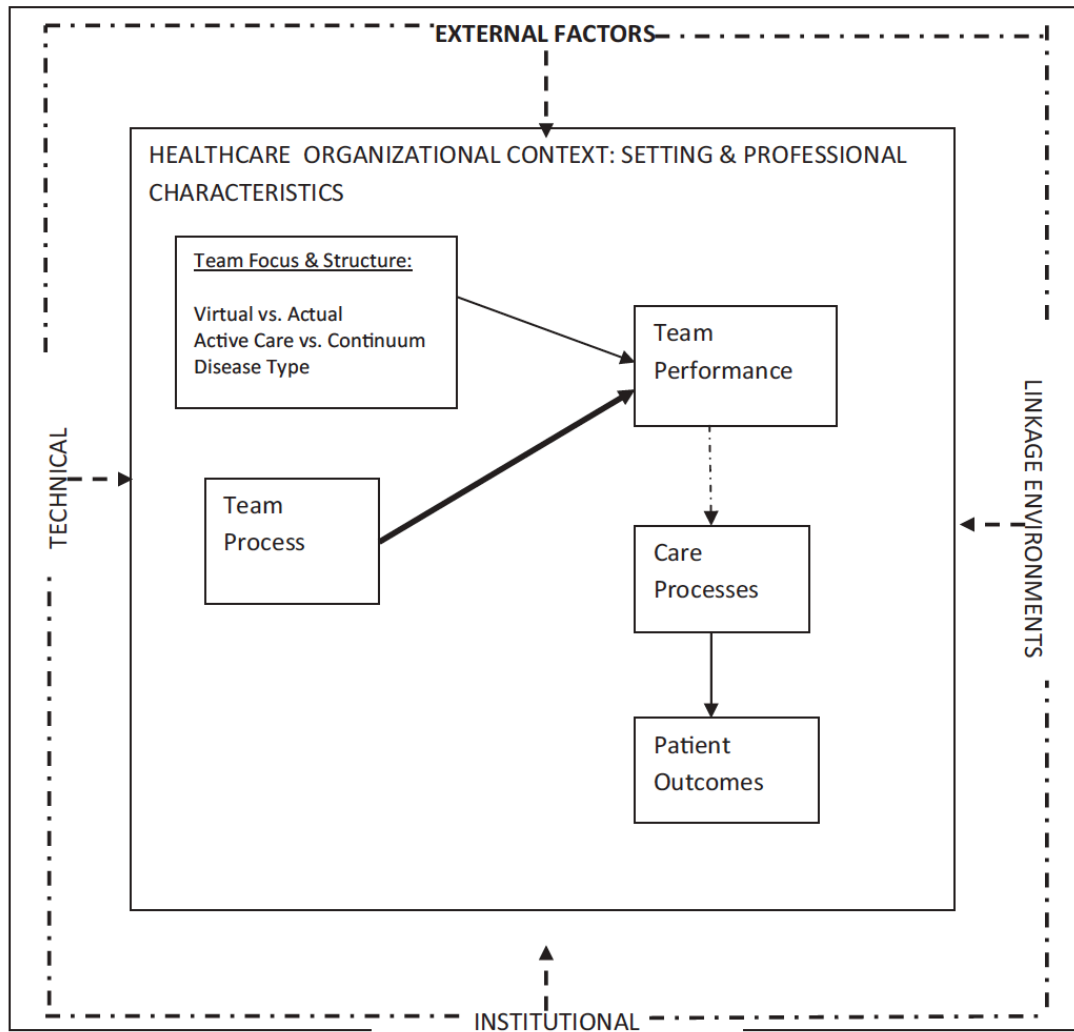 EXTERNAL FACTORS
HEALTHCARE ORGANIZATIONAL CONTEXT: SETTING & PROFESSIONAL
CHARACTERISTICS
Team Focus & Structure:
Virtual vs. Actual
Active Care vs. Continuum
Disease Type
Team
Performance
Team
Process
Care
Processes
Patient
Outcomes
TECHNICAL
LINKAGE ENVIRONMENTS
INSTITUTIONAL